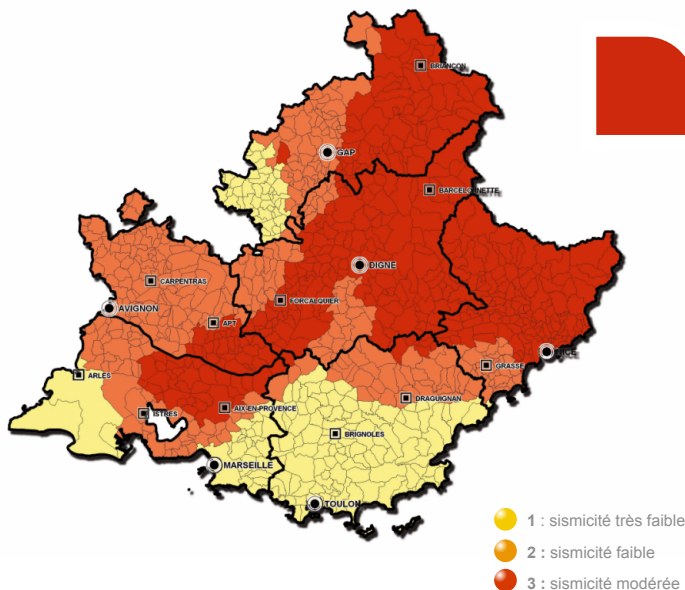 BRIANÇON
GAP
BARCELONNETTE
DIGNE
CARPENTRAS
FORCALQUIER
AVIGNON
APT
NICE
GRASSE
ARLES
DRAGUIGNAN
ISTRES
AIX-EN-PROVENCE
BRIGNOLES
MARSEILLE
TOULON
1 : sismicité très faible
2 : sismicité faible
3 : sismicité modérée